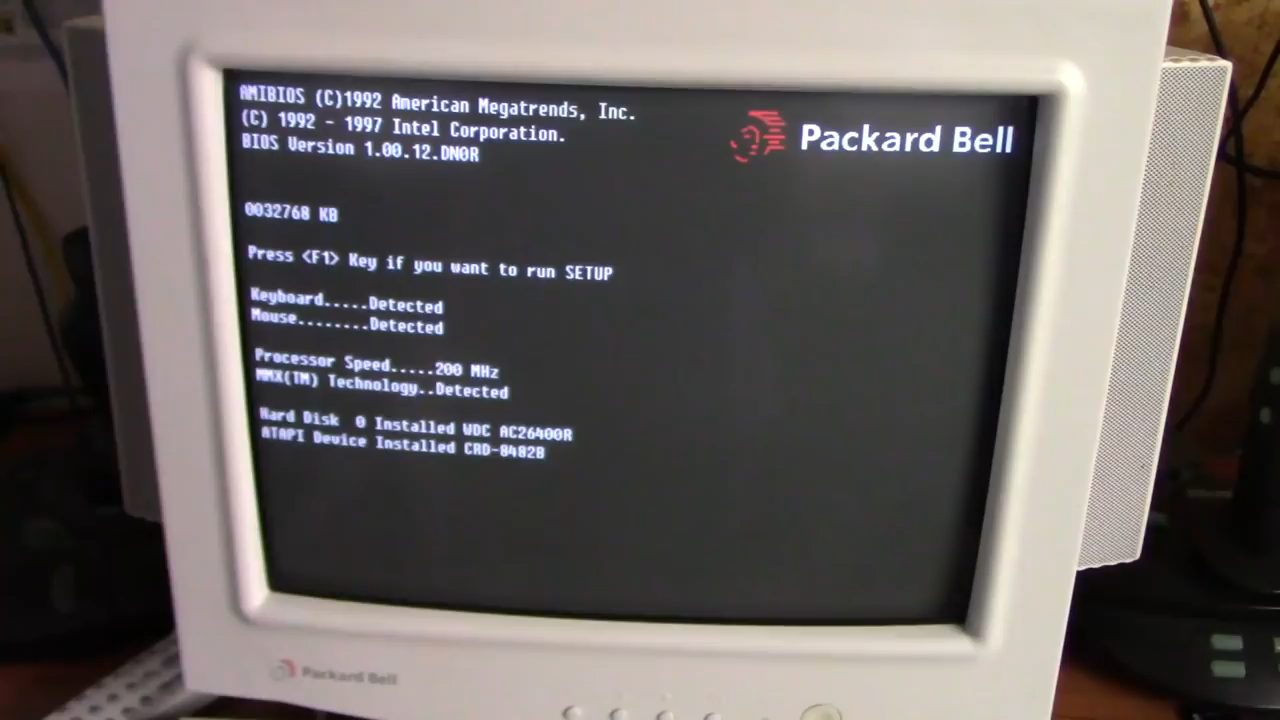 AMIBIOS (C)1992 American Megatrends, Inc.
(C) 1992 - 1997 Intel Corporation.
BIOS Version 1.00.12.DN0R
Packard Bell
0032768 KB
Press <F1> Key if you want to run SETUP
Keyboard.....Detected
Mouse........Detected
Processor Speed.....200 MHz
MMX(TM) Technology..Detected
Hard Disk  0 Installed WDC AC26400R
ATAPI Device Installed CRD-8482B
Packard Bell